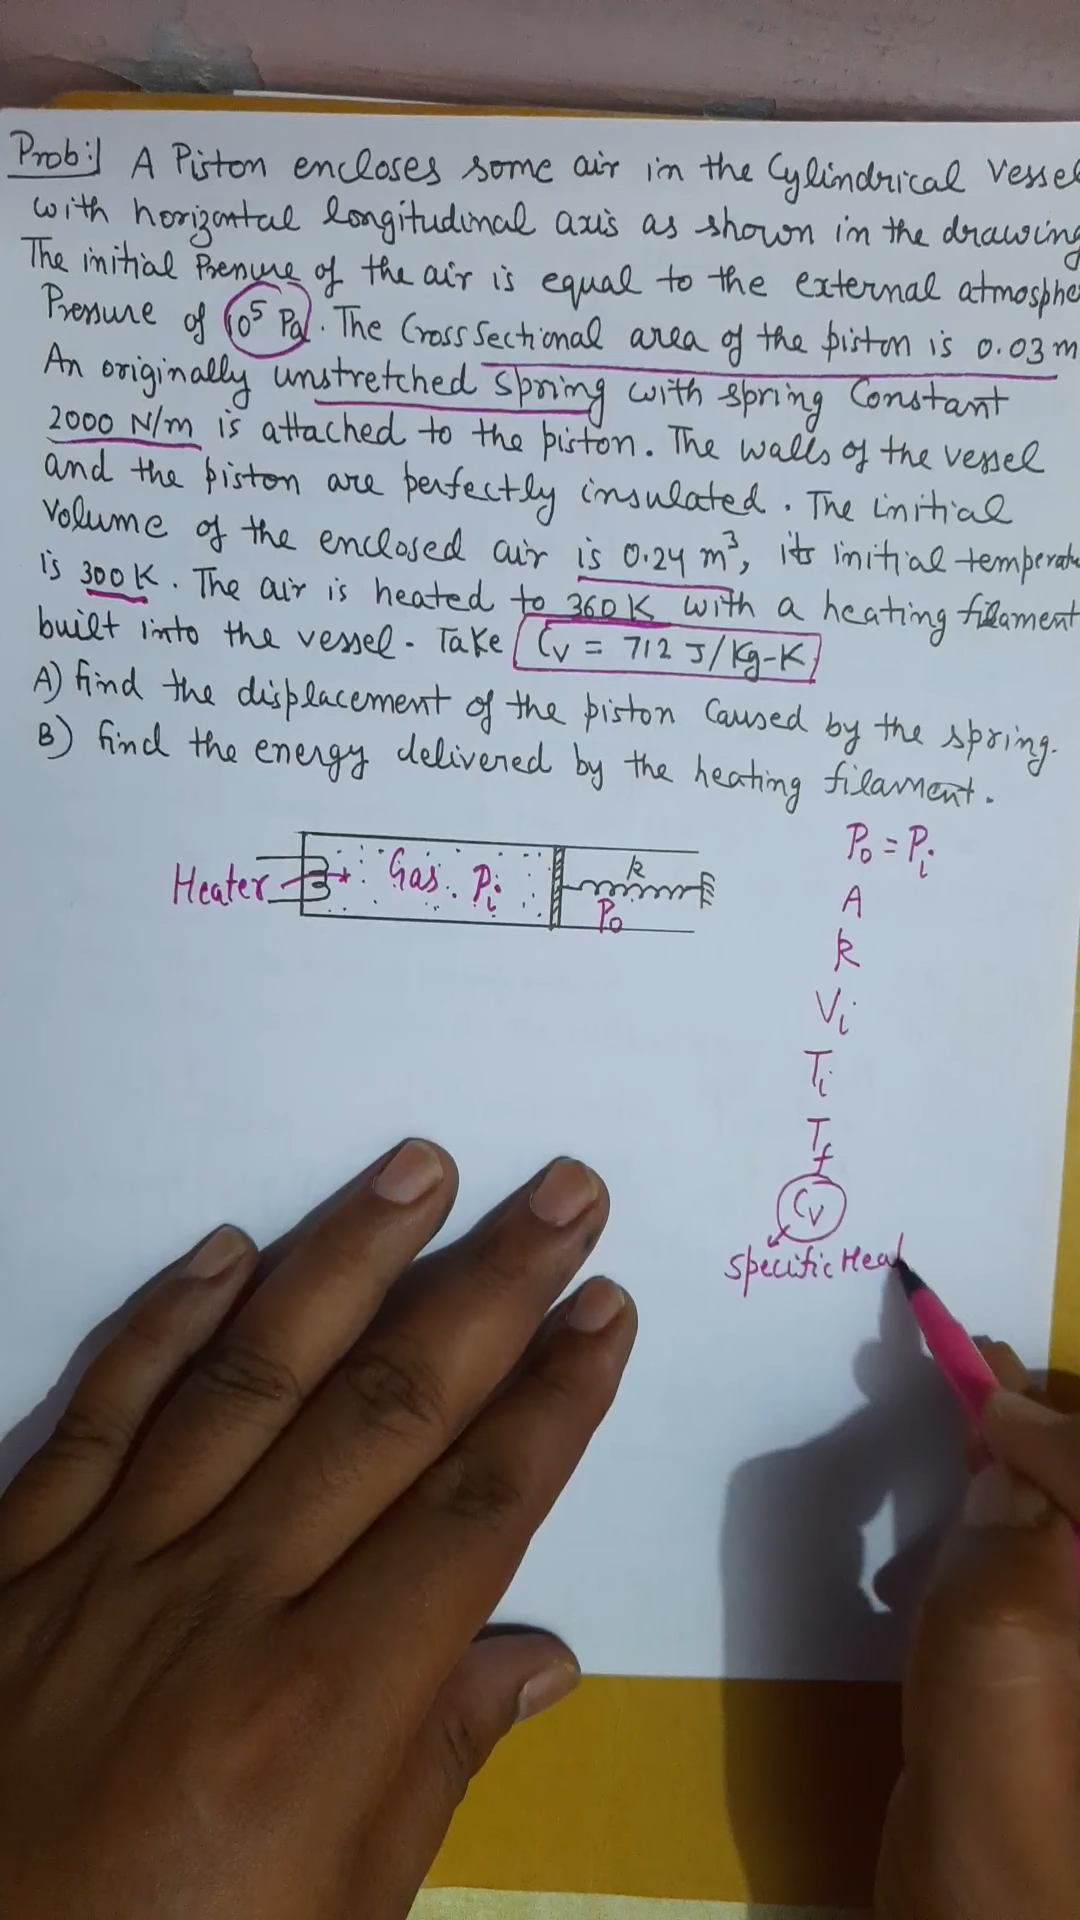 Prob:] A Piston encloses some air in the Cylindrical Vessel
with horizontal longitudinal axis as shown in the drawing
The initial Pressure of the air is equal to the external atmosphe
Pressure of 10⁵ Pa. The Cross Sectional area of the piston is 0.03 m
An originally unstretched spring with spring Constant
2000 N/m is attached to the piston. The walls of the vessel
and the piston are perfectly insulated. The initial
volume of the enclosed air is 0.24 m³, its initial temperatu
is 300 K. The air is heated to 360 K with a heating filament
built into the vessel. Take Cv = 712 J/Kg-K
A) find the displacement of the piston Caused by the spring.
B) find the energy delivered by the heating filament.
Heater
Gas Pi
k
P₀
P₀ = Pi
A
k
Vi
Ti
Tf
Cv
Specific Heat